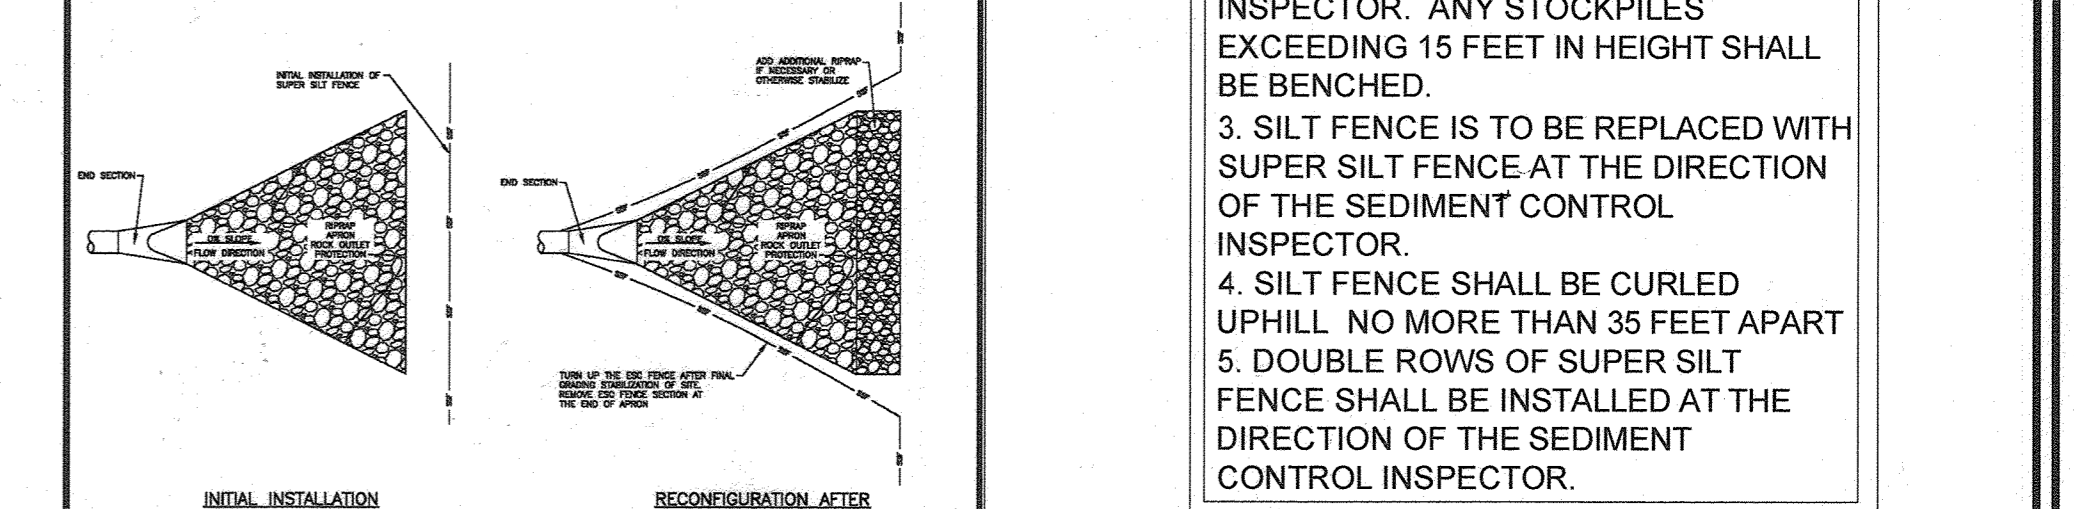 INITIAL INSTALLATION OF
SUPER SILT FENCE
END SECTION
0% SLOPE
FLOW DIRECTION
RIPRAP
APRON
ROCK OUTLET
PROTECTION
INITIAL INSTALLATION
ADD ADDITIONAL RIPRAP
IF NECESSARY OR
OTHERWISE STABILIZE
END SECTION
0% SLOPE
FLOW DIRECTION
RIPRAP
APRON
ROCK OUTLET
PROTECTION
TURN UP THE ESC FENCE AFTER FINAL
GRADING STABILIZATION OF SITE.
REMOVE ESC FENCE SECTION AT
THE END OF APRON
RECONFIGURATION AFTER
INSPECTOR. ANY STOCKPILES
EXCEEDING 15 FEET IN HEIGHT SHALL
BE BENCHED.
3. SILT FENCE IS TO BE REPLACED WITH
SUPER SILT FENCE AT THE DIRECTION
OF THE SEDIMENT CONTROL
INSPECTOR.
4. SILT FENCE SHALL BE CURLED
UPHILL NO MORE THAN 35 FEET APART
5. DOUBLE ROWS OF SUPER SILT
FENCE SHALL BE INSTALLED AT THE
DIRECTION OF THE SEDIMENT
CONTROL INSPECTOR.